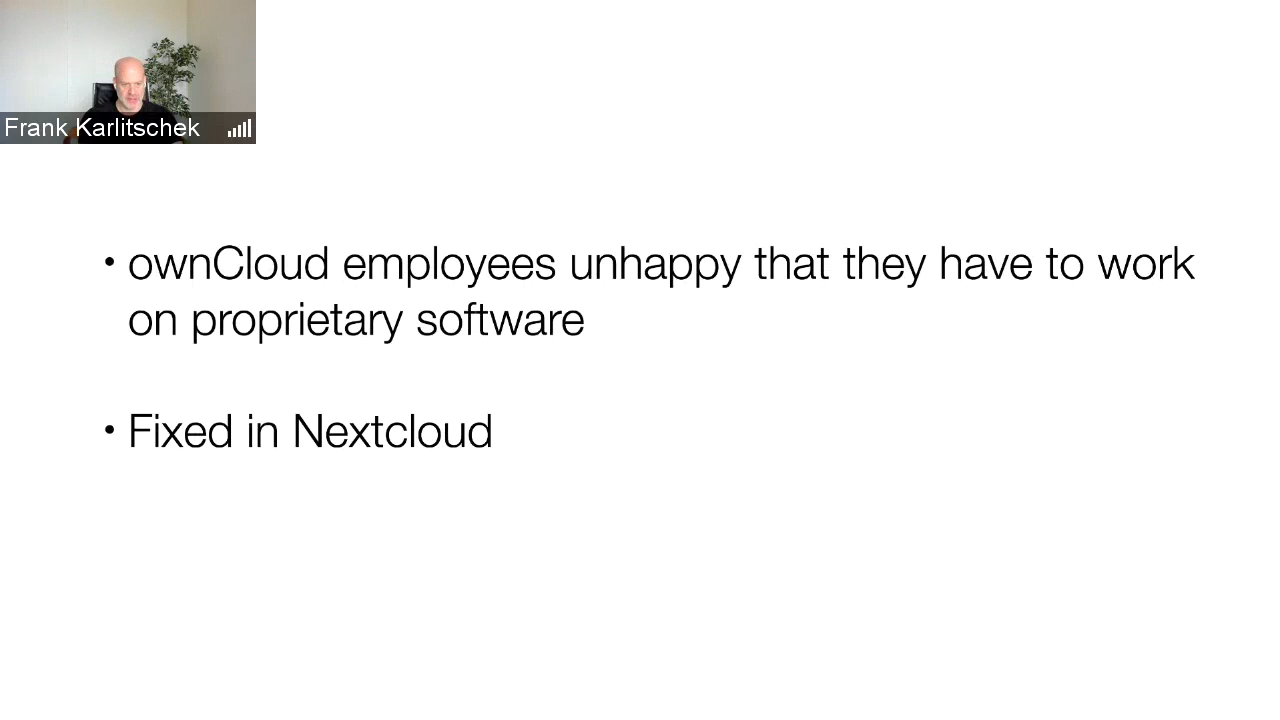 Frank Karlitschek
• ownCloud employees unhappy that they have to work
on proprietary software
• Fixed in Nextcloud